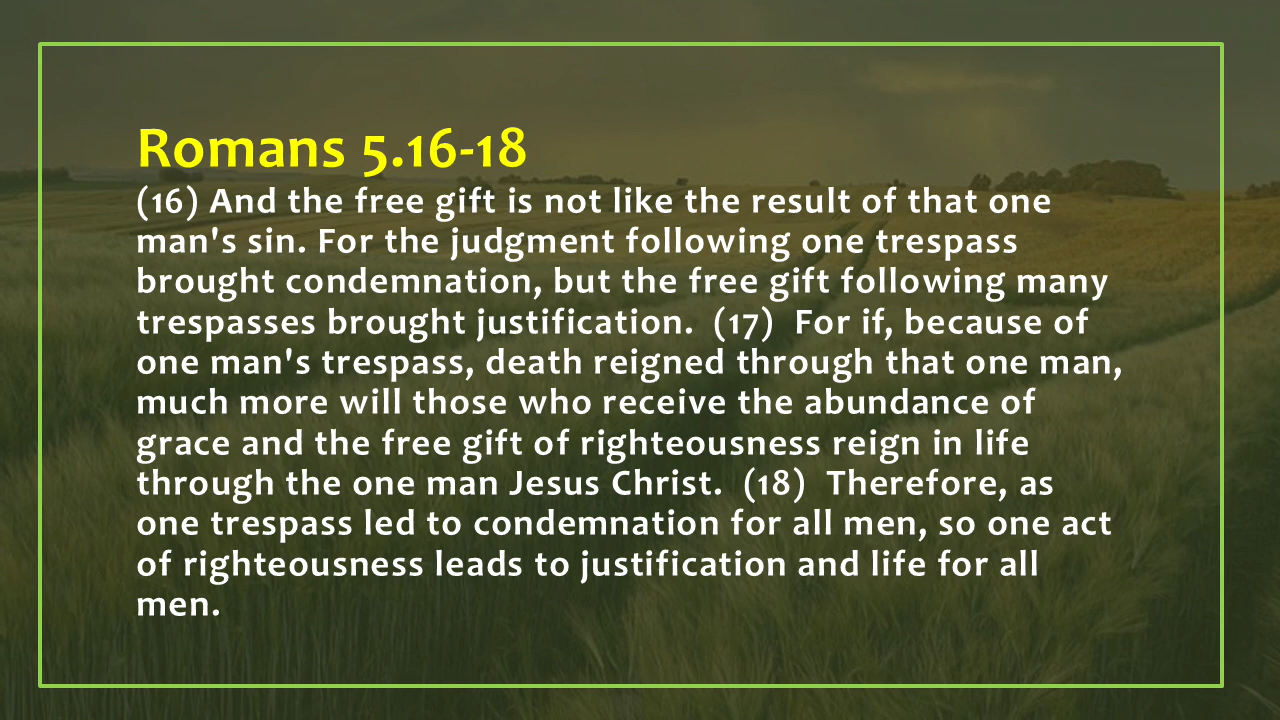 Romans 5.16-18
(16) And the free gift is not like the result of that one
man's sin. For the judgment following one trespass
brought condemnation, but the free gift following many
trespasses brought justification.  (17)  For if, because of
one man's trespass, death reigned through that one man,
much more will those who receive the abundance of
grace and the free gift of righteousness reign in life
through the one man Jesus Christ.  (18)  Therefore, as
one trespass led to condemnation for all men, so one act
of righteousness leads to justification and life for all
men.